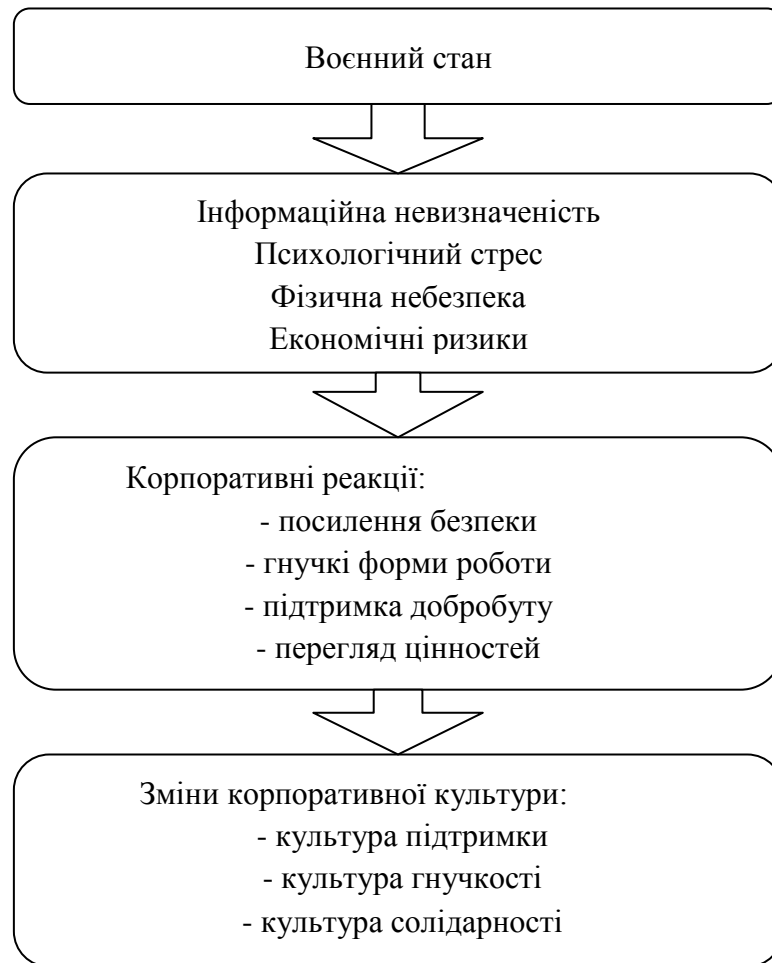 Воєнний стан
Інформаційна невизначеність
Психологічний стрес
Фізична небезпека
Економічні ризики
Корпоративні реакції:
- посилення безпеки
- гнучкі форми роботи
- підтримка добробуту
- перегляд цінностей
Зміни корпоративної культури:
- культура підтримки
- культура гнучкості
- культура солідарності